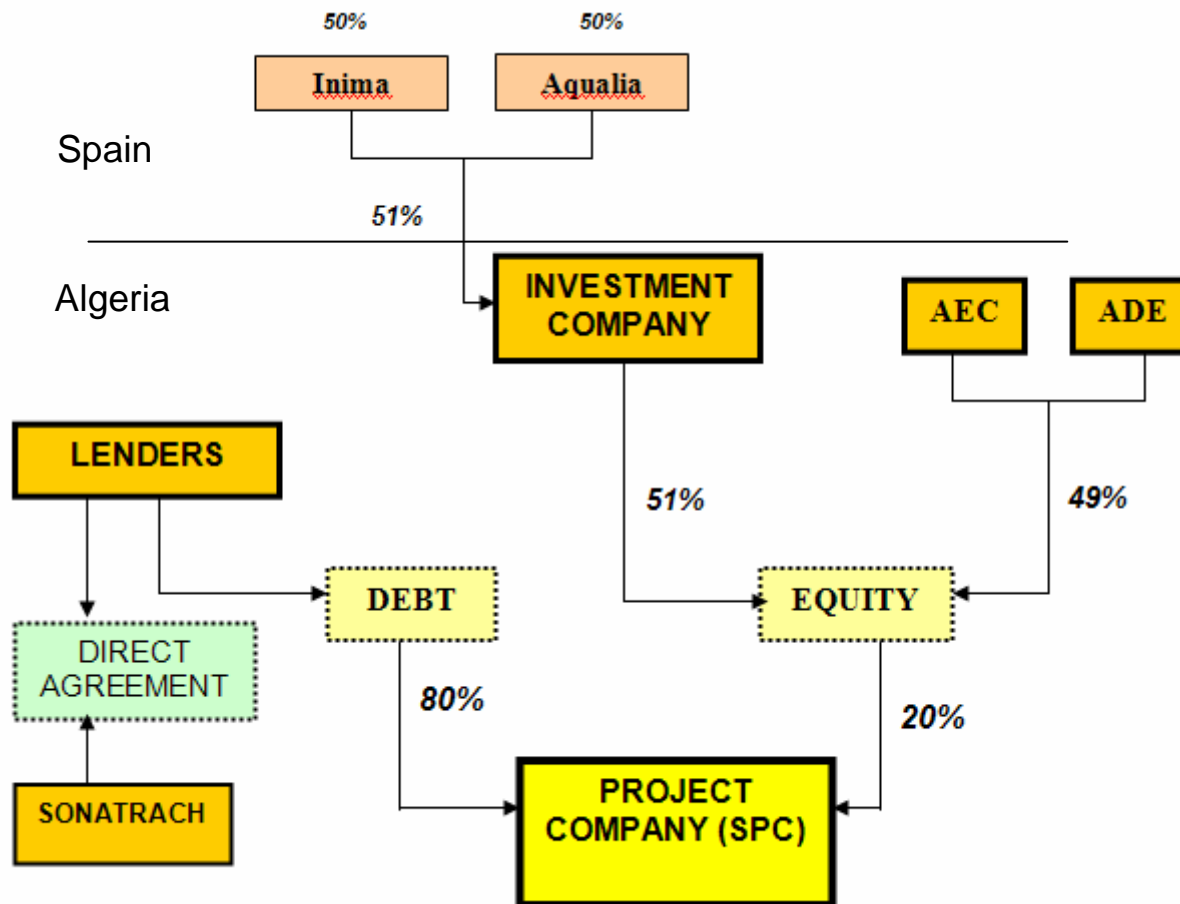 50%
50%
Inima
Aqualia
Spain
51%
Algeria
INVESTMENT
COMPANY
AEC
ADE
LENDERS
51%
49%
DEBT
EQUITY
DIRECT
AGREEMENT
80%
20%
SONATRACH
PROJECT
COMPANY (SPC)